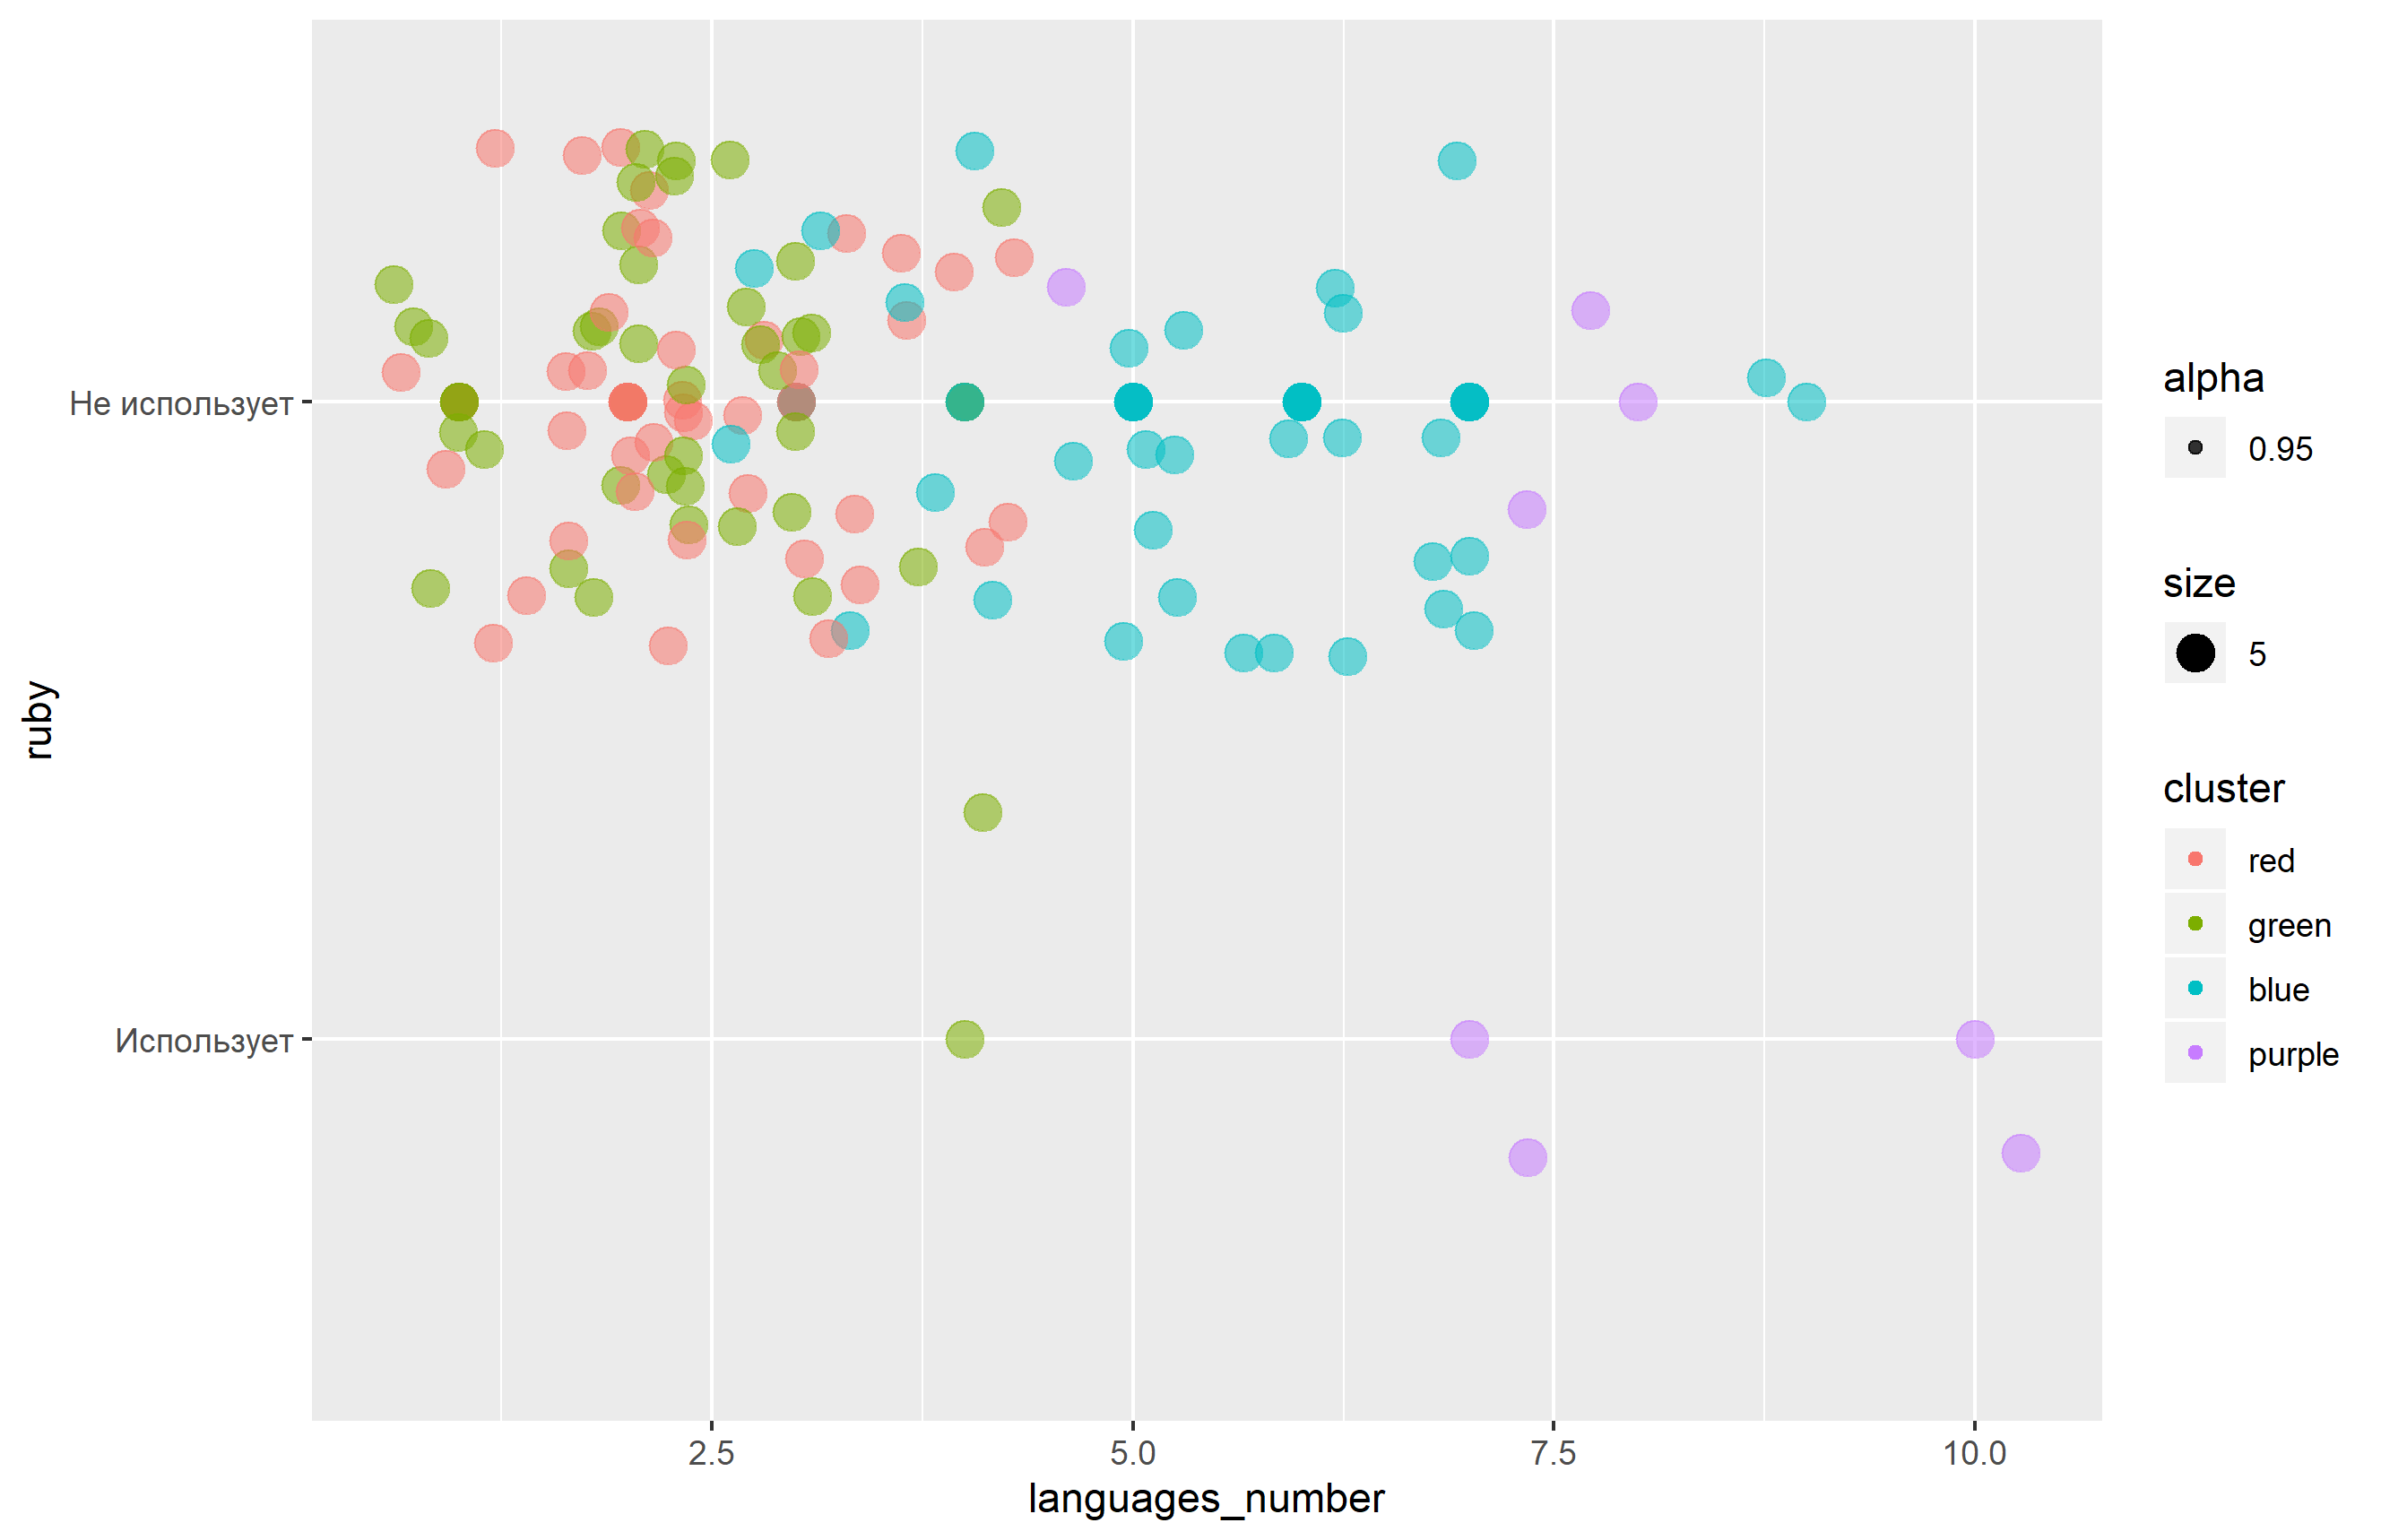 Не использует
Использует
ruby
2.5
5.0
7.5
10.0
languages_number
alpha
0.95
size
5
cluster
red
green
blue
purple